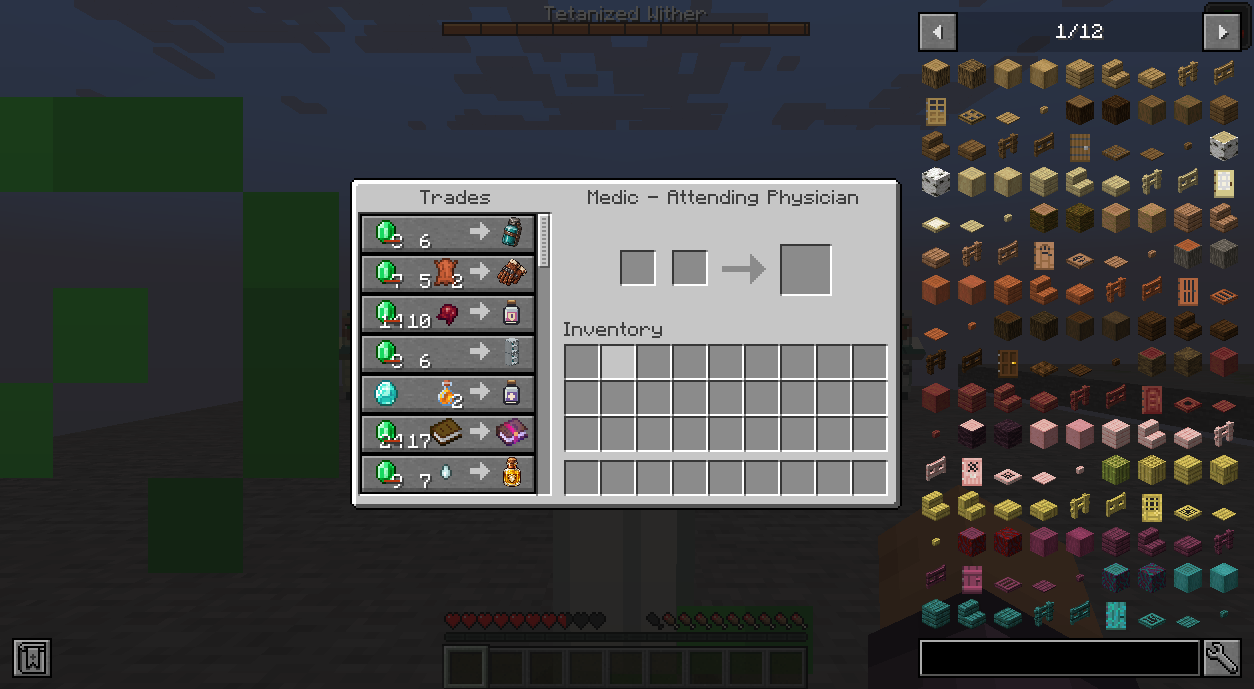 Tetanized Wither
1/12
Trades
Medic - Attending Physician
6
5 2
10
Inventory
6
2
17
7